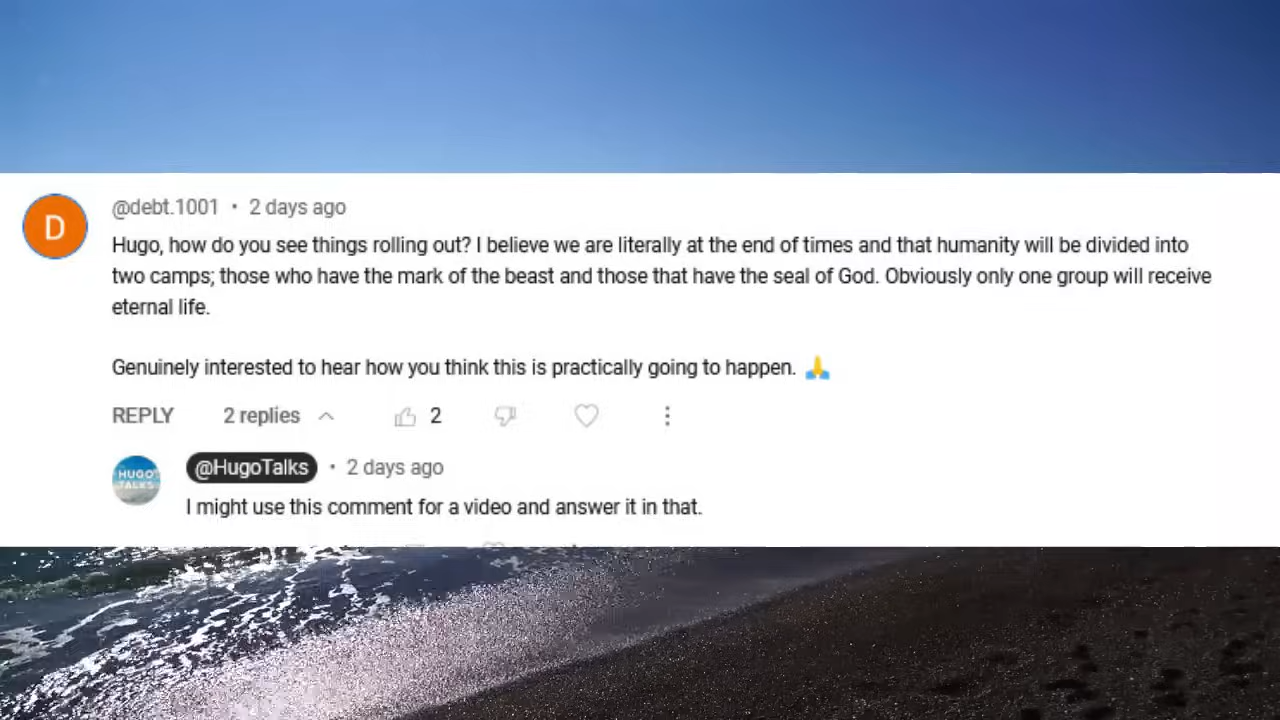 D
@debt.1001 • 2 days ago
Hugo, how do you see things rolling out? I believe we are literally at the end of times and that humanity will be divided into
two camps; those who have the mark of the beast and those that have the seal of God. Obviously only one group will receive
eternal life.
Genuinely interested to hear how you think this is practically going to happen. 🙏
REPLY 2 replies 2
@HugoTalks • 2 days ago
HUGO
TALKS
I might use this comment for a video and answer it in that.